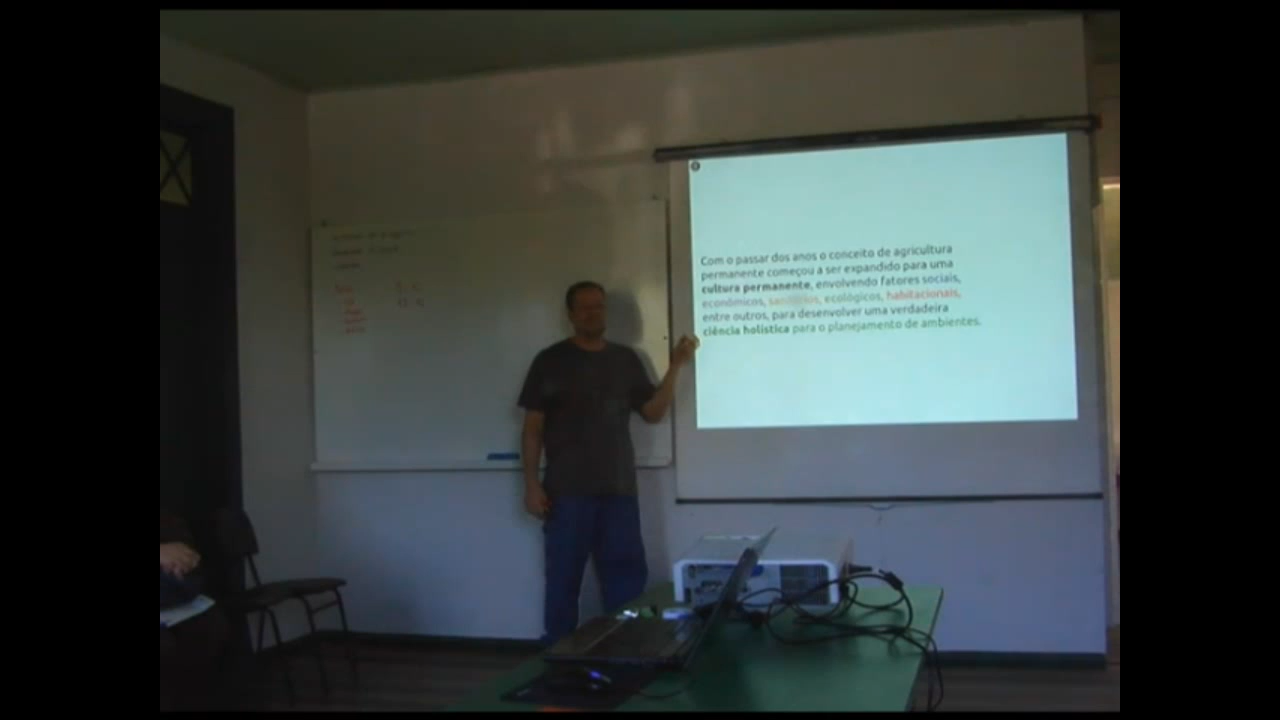 Com o passar dos anos o conceito de agricultura
permanente começou a ser expandido para uma
cultura permanente, envolvendo fatores sociais,
econômicos, sanitários, ecológicos, habitacionais,
entre outros, para desenvolver uma verdadeira
ciência holística para o planejamento de ambientes.